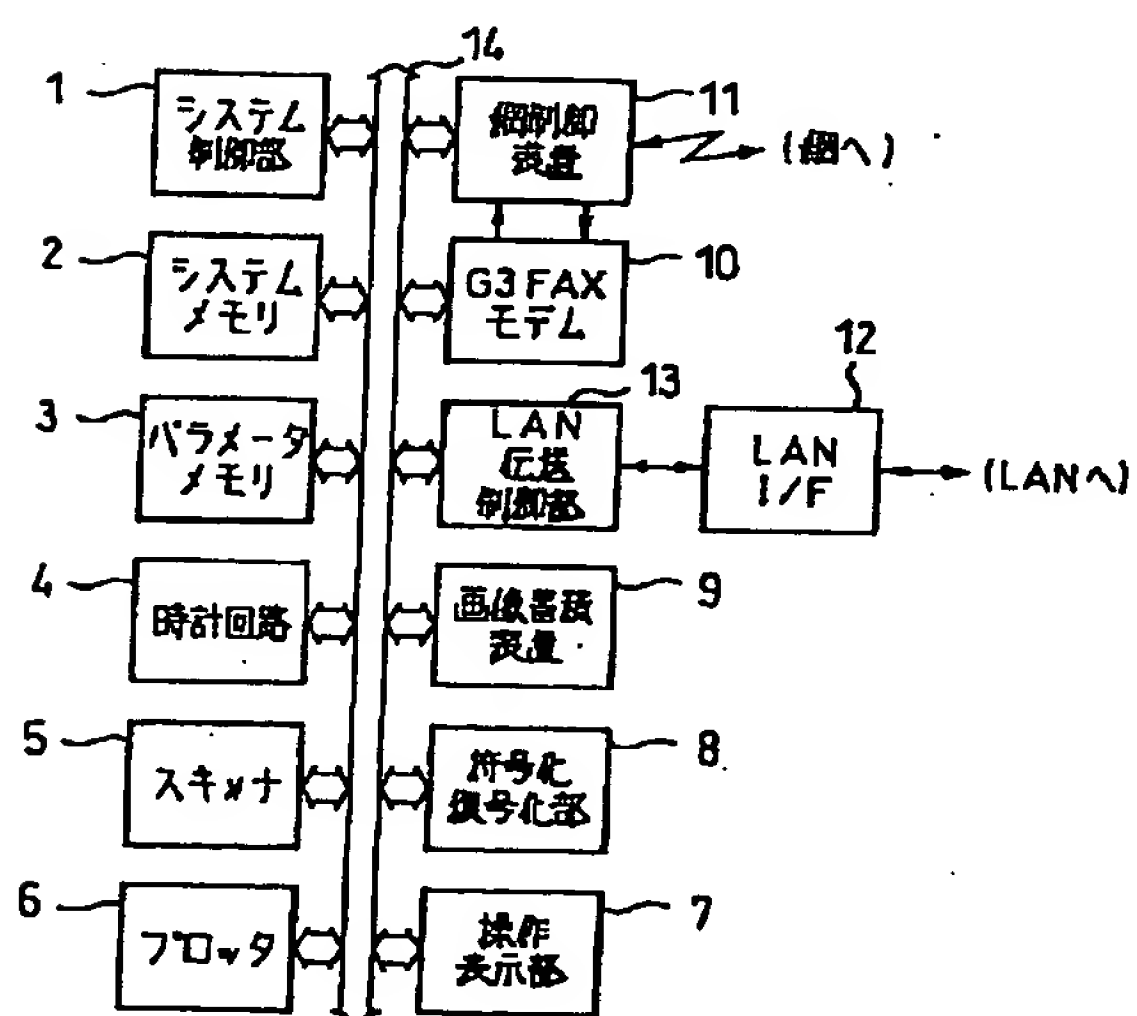 14
1
システム
制御部
11
網制御
装置
(網へ)
2
システム
メモリ
10
G3 FAX
モデム
3
パラメータ
メモリ
13
LAN
伝送
制御部
12
LAN
I/F
(LANへ)
4
時計回路
9
画像蓄積
装置
5
スキャナ
8
符号化
復号化部
6
プロッタ
7
操作
表示部